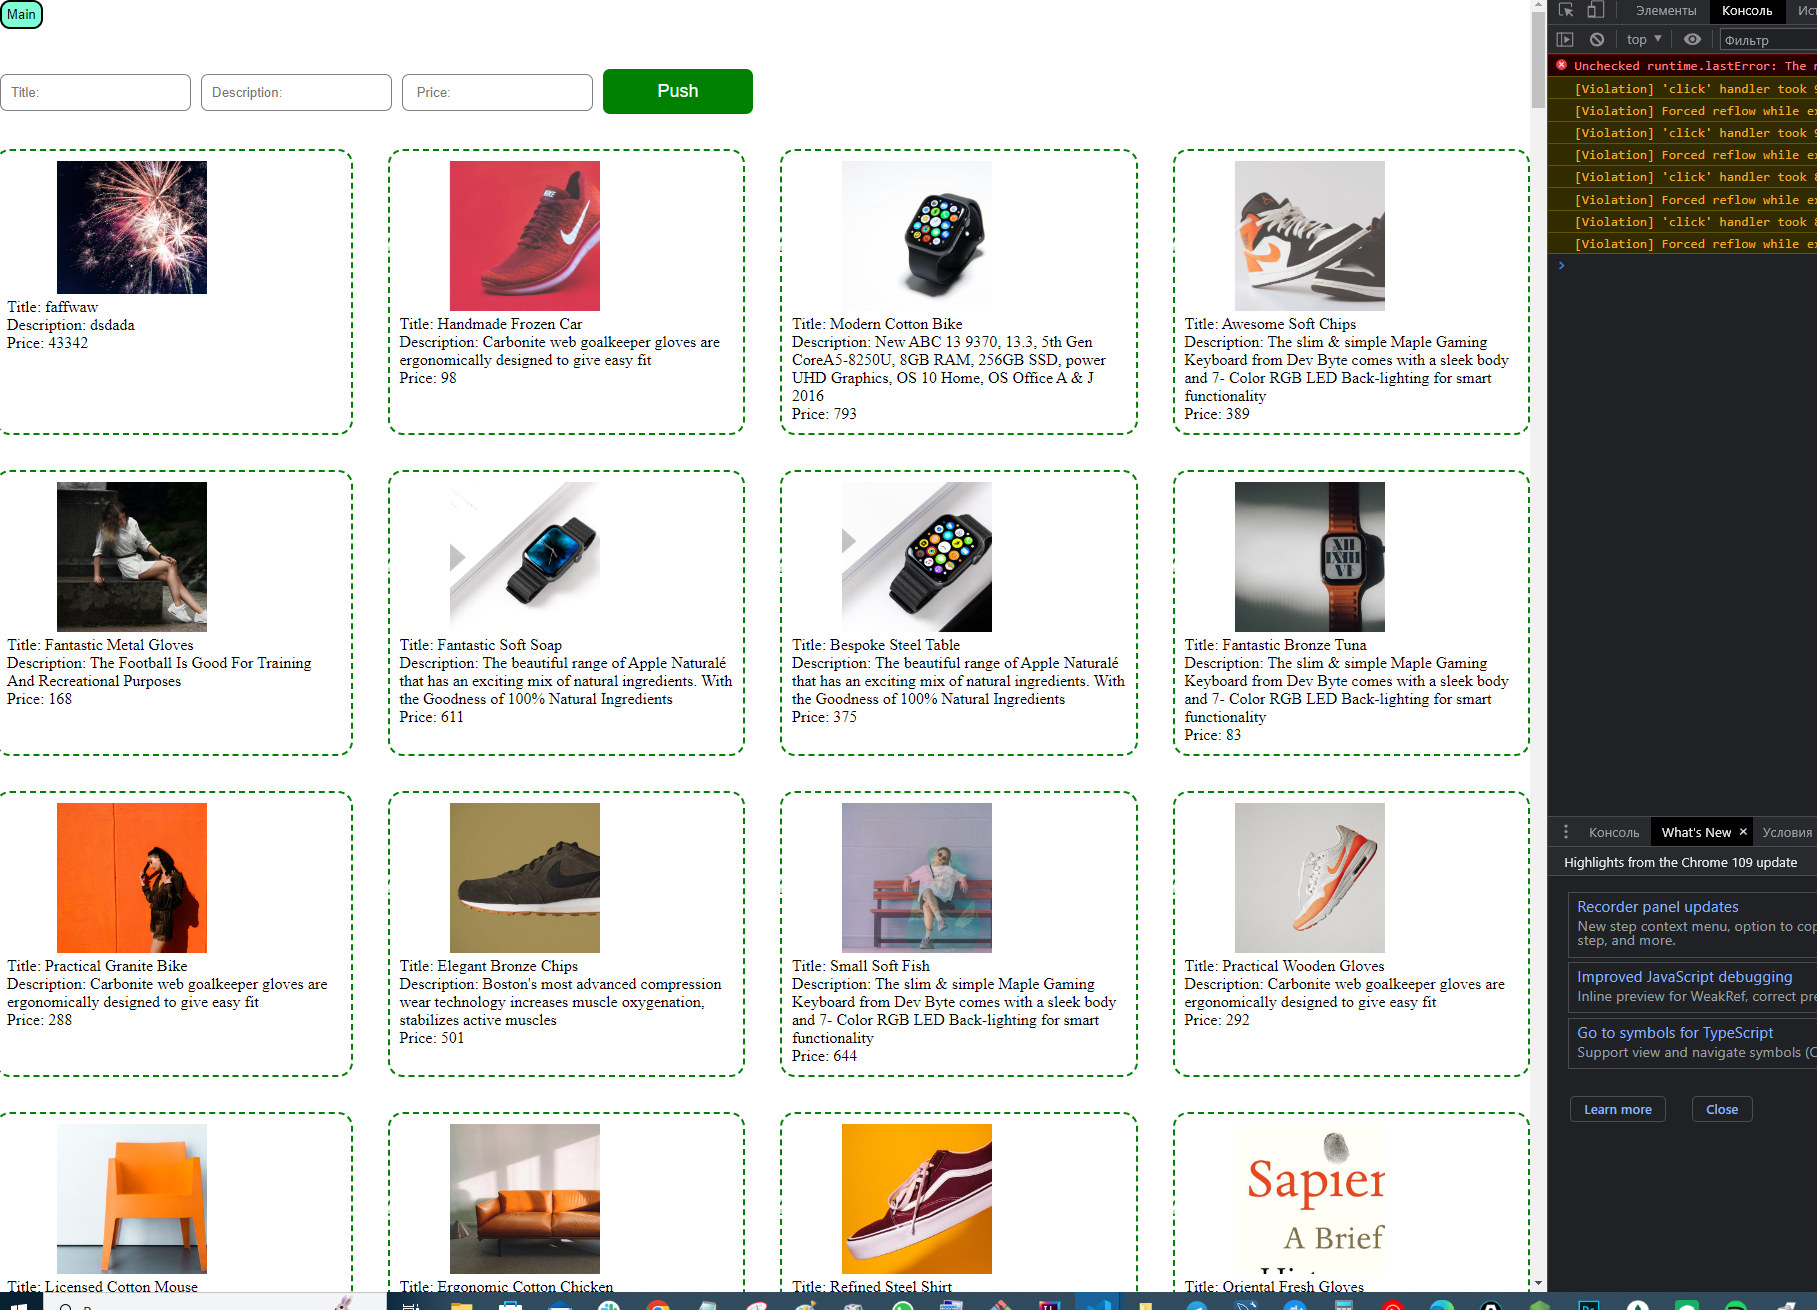 Main
Title:
Description:
Price:
Push
Title: faffwaw
Description: dsdada
Price: 43342
Title: Handmade Frozen Car
Description: Carbonite web goalkeeper gloves are
ergonomically designed to give easy fit
Price: 98
Title: Modern Cotton Bike
Description: New ABC 13 9370, 13.3, 5th Gen
CoreA5-8250U, 8GB RAM, 256GB SSD, power
UHD Graphics, OS 10 Home, OS Office A & J
2016
Price: 793
Title: Awesome Soft Chips
Description: The slim & simple Maple Gaming
Keyboard from Dev Byte comes with a sleek body
and 7- Color RGB LED Back-lighting for smart
functionality
Price: 389
Title: Fantastic Metal Gloves
Description: The Football Is Good For Training
And Recreational Purposes
Price: 168
Title: Fantastic Soft Soap
Description: The beautiful range of Apple Naturalé
that has an exciting mix of natural ingredients. With
the Goodness of 100% Natural Ingredients
Price: 611
Title: Bespoke Steel Table
Description: The beautiful range of Apple Naturalé
that has an exciting mix of natural ingredients. With
the Goodness of 100% Natural Ingredients
Price: 375
Title: Fantastic Bronze Tuna
Description: The slim & simple Maple Gaming
Keyboard from Dev Byte comes with a sleek body
and 7- Color RGB LED Back-lighting for smart
functionality
Price: 83
Title: Practical Granite Bike
Description: Carbonite web goalkeeper gloves are
ergonomically designed to give easy fit
Price: 288
Title: Elegant Bronze Chips
Description: Boston's most advanced compression
wear technology increases muscle oxygenation,
stabilizes active muscles
Price: 501
Title: Small Soft Fish
Description: The slim & simple Maple Gaming
Keyboard from Dev Byte comes with a sleek body
and 7- Color RGB LED Back-lighting for smart
functionality
Price: 644
Title: Practical Wooden Gloves
Description: Carbonite web goalkeeper gloves are
ergonomically designed to give easy fit
Price: 292
Sapien
A Brief
Title: Licensed Cotton Mouse
Title: Ergonomic Cotton Chicken
Title: Refined Steel Shirt
Title: Oriental Fresh Gloves
Элементы
Консоль
top
Фильтр
Unchecked runtime.lastError: The
[Violation] 'click' handler took
[Violation] Forced reflow while
[Violation] 'click' handler took
[Violation] Forced reflow while
[Violation] 'click' handler took
[Violation] Forced reflow while
[Violation] 'click' handler took
[Violation] Forced reflow while
Консоль
What's New
Условия
Highlights from the Chrome 109 update
Recorder panel updates
New step context menu, option to
step, and more.
Improved JavaScript debugging
Inline preview for WeakRef, correct
Go to symbols for TypeScript
Support view and navigate symbols
Learn more
Close